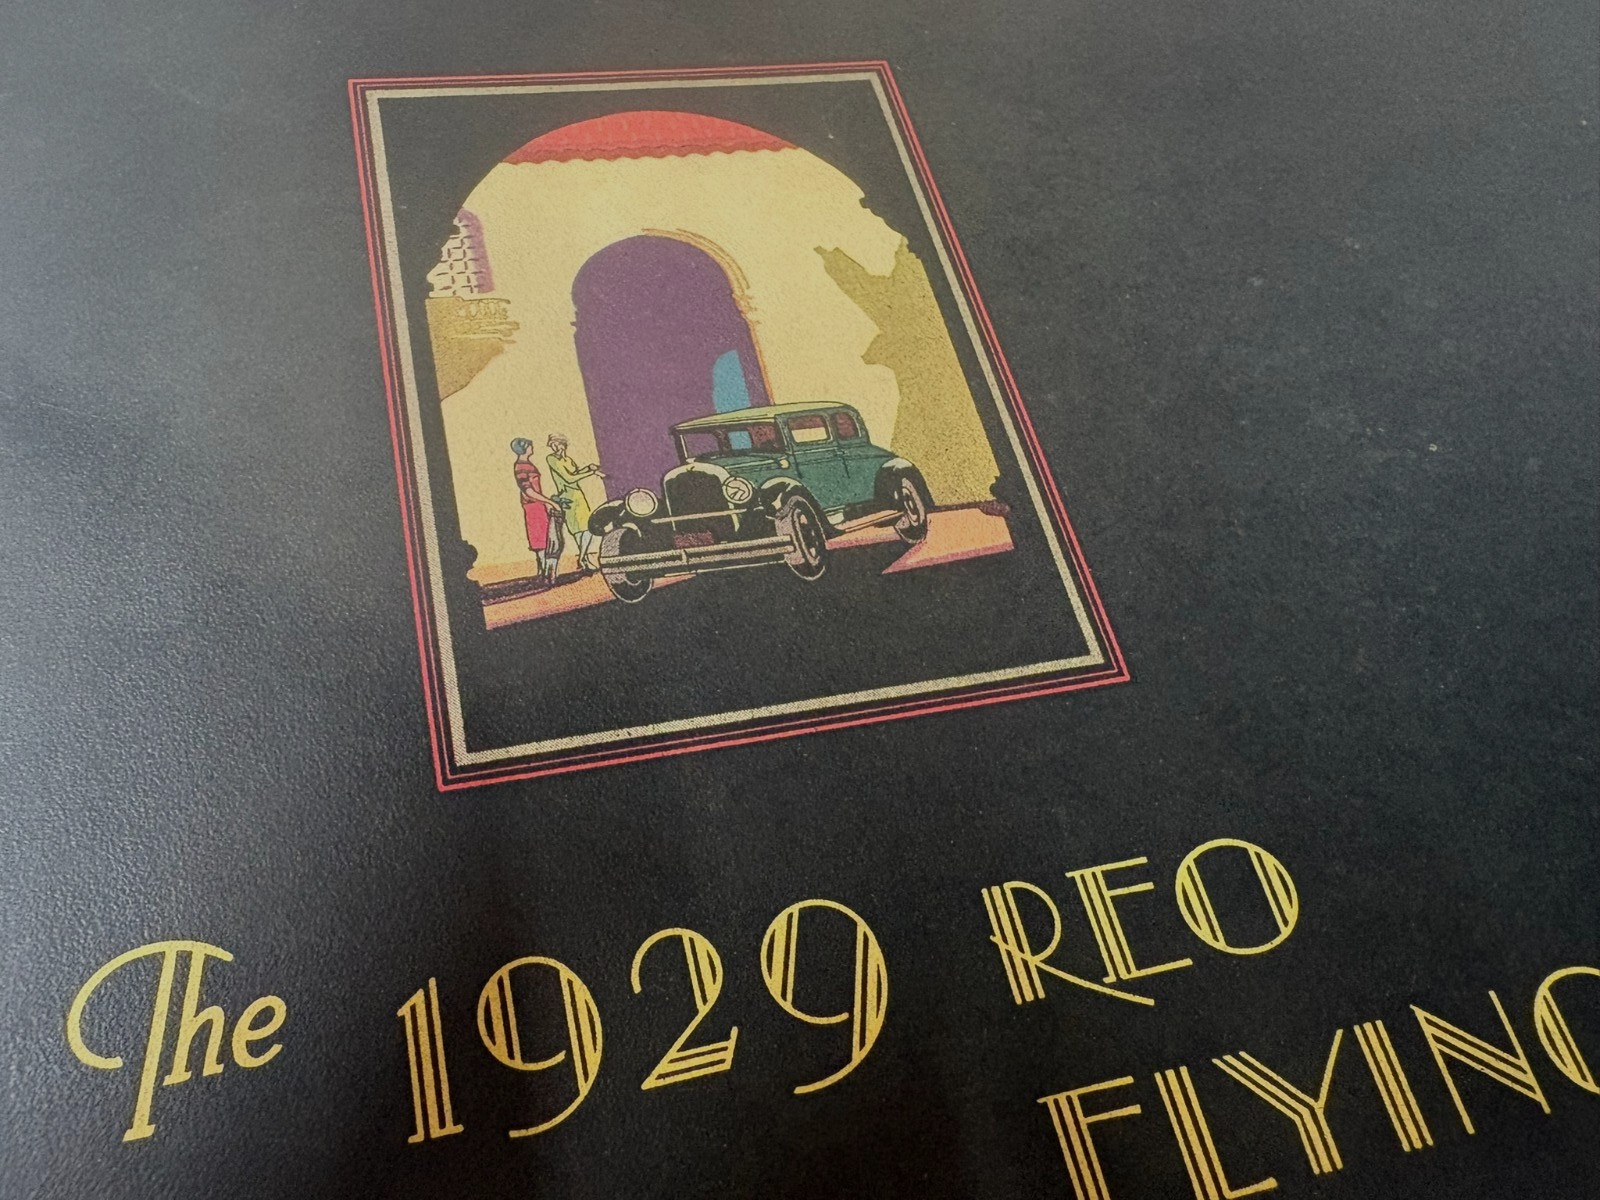 The 1929 REO
FLYING